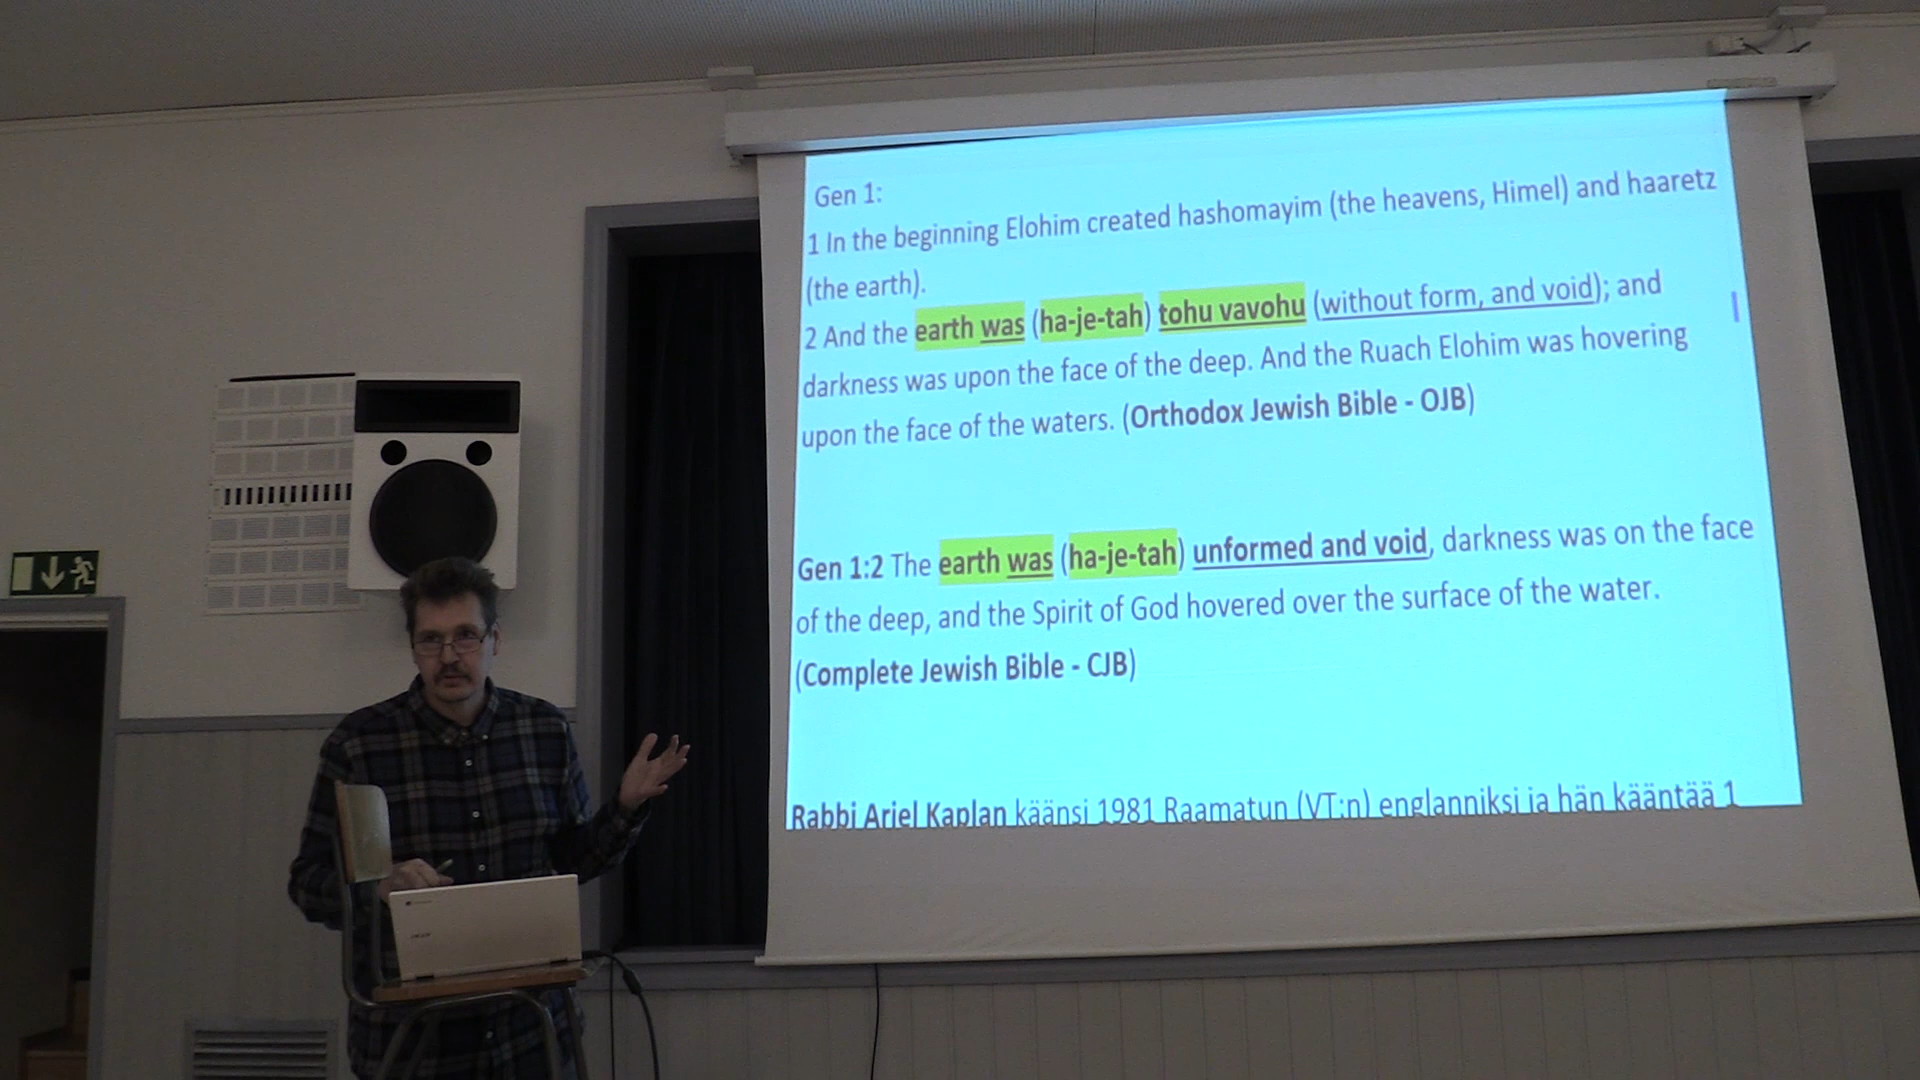 Gen 1:
1 In the beginning Elohim created hashomayim (the heavens, Himel) and haaretz
(the earth).
2 And the earth was (ha-je-tah) tohu vavohu (without form, and void); and
darkness was upon the face of the deep. And the Ruach Elohim was hovering
upon the face of the waters. (Orthodox Jewish Bible - OJB)
Gen 1:2 The earth was (ha-je-tah) unformed and void, darkness was on the face
of the deep, and the Spirit of God hovered over the surface of the water.
(Complete Jewish Bible - CJB)
Rabbi Ariel Kaplan käänsi 1981 Raamatun (VT:n) englanniksi ja hän kääntää 1
acer